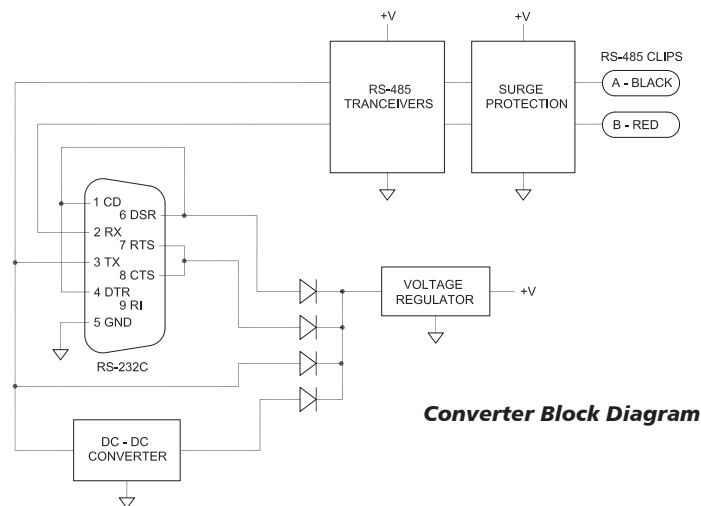 +V
+V
RS-485 CLIPS
RS-485
TRANCEIVERS
SURGE
PROTECTION
A - BLACK
B - RED
1 CD
6 DSR
2 RX
7 RTS
3 TX
8 CTS
4 DTR
9 RI
5 GND
RS-232C
VOLTAGE
REGULATOR
+V
DC - DC
CONVERTER
Converter Block Diagram